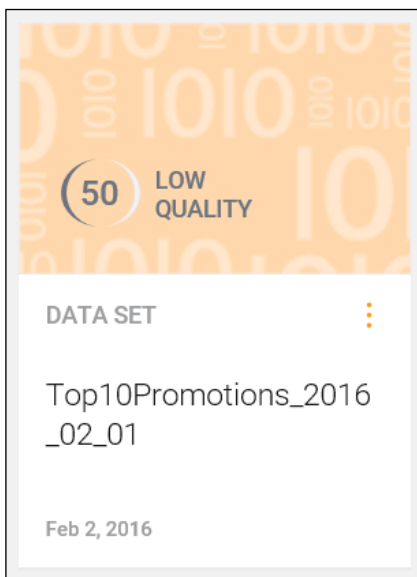 50
LOW
QUALITY
DATA SET
Top10Promotions_2016
_02_01
Feb 2, 2016